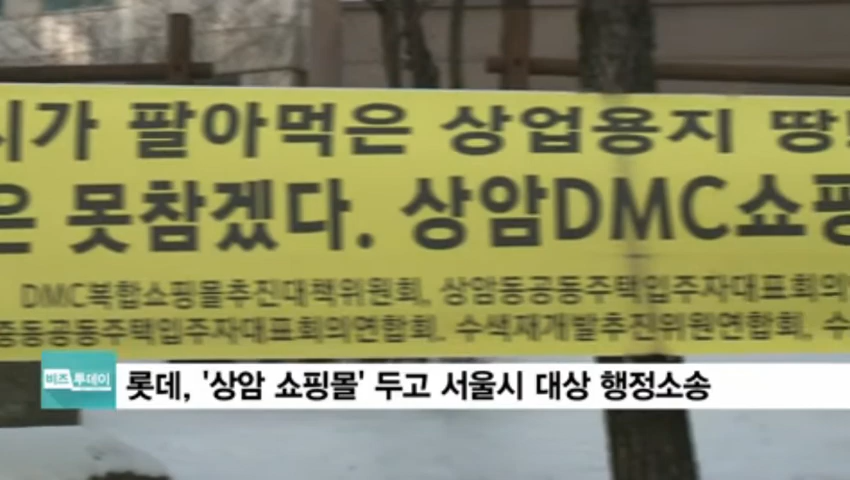 시가 팔아먹은 상업용지 땅!
은 못참겠다. 상암DMC쇼핑
DMC복합쇼핑몰추진대책위원회, 상암동공동주택입주자대표회의
중동공동주택입주자대표회의연합회, 수색재개발추진위원연합회, 수
비즈 투데이
롯데, '상암 쇼핑몰' 두고 서울시 대상 행정소송